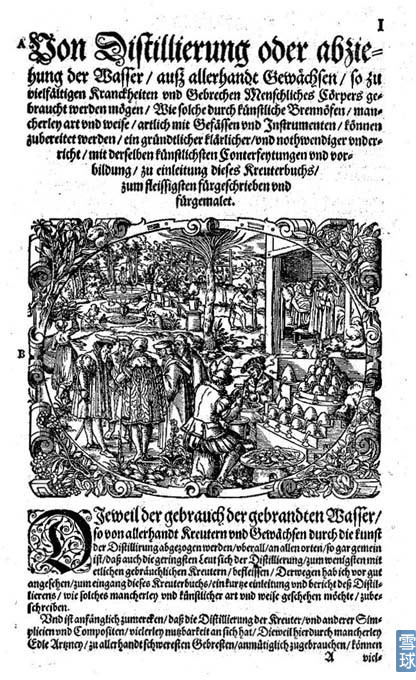 I
A Von Distillierung oder abzie-
hung der Wasser / auß allerhandt Gewächsen / so zu
vielfältigen Kranckheiten vnd Gebrechen Menschliches Cörpers ge-
braucht werden mögen / Wie solche durch künstliche Brennöfen / man-
cherley art vnd weise / artlich mit Gefässen vnd Instrumenten / können
zubereitet werden / ein gründtlicher klärlicher / vnd nothwendiger vnder-
richt / mit derselben künstlichsten Conterfeytungen vnd vor-
bildung / zu einleitung dieses Kreuterbuchs /
zum fleissigsten fürgeschrieben vnd
fürgemalet.
B
DJeweil der gebrauch der gebrandten Wasser /
so von allerhandt Kreutern vnd Gewächsen durch die kunst
der Distillirung abgezogen werden / vberall / an allen orten / so gar gemein
ist / daß auch die geringsten Leut sich der Distillierung / zum wenigsten mit
etlichen gebräuchlichen Kreutern / befleissen / Derwegen hab ich vor gut
angesehen / zum eingang dieses Kreuterbuchs / ein kurtze einleitung vnd bericht deß Distil-
lierens / wie solches mancherley vnd künstlicher art vnd weise geschehen möchte / zube-
schreiben.
Vnd ist anfänglich zumercken / daß die Distillierung der Kreuter / vnd anderer Sim-
plicien vnd Compositen / vielerley nutzbarkeit an sich hat / Dieweil hierdurch mancherley
Edle Artzney / zu allerhandt schweresten Gebresten / anmütiglich zugebrauchen / können
A viel-
雪球